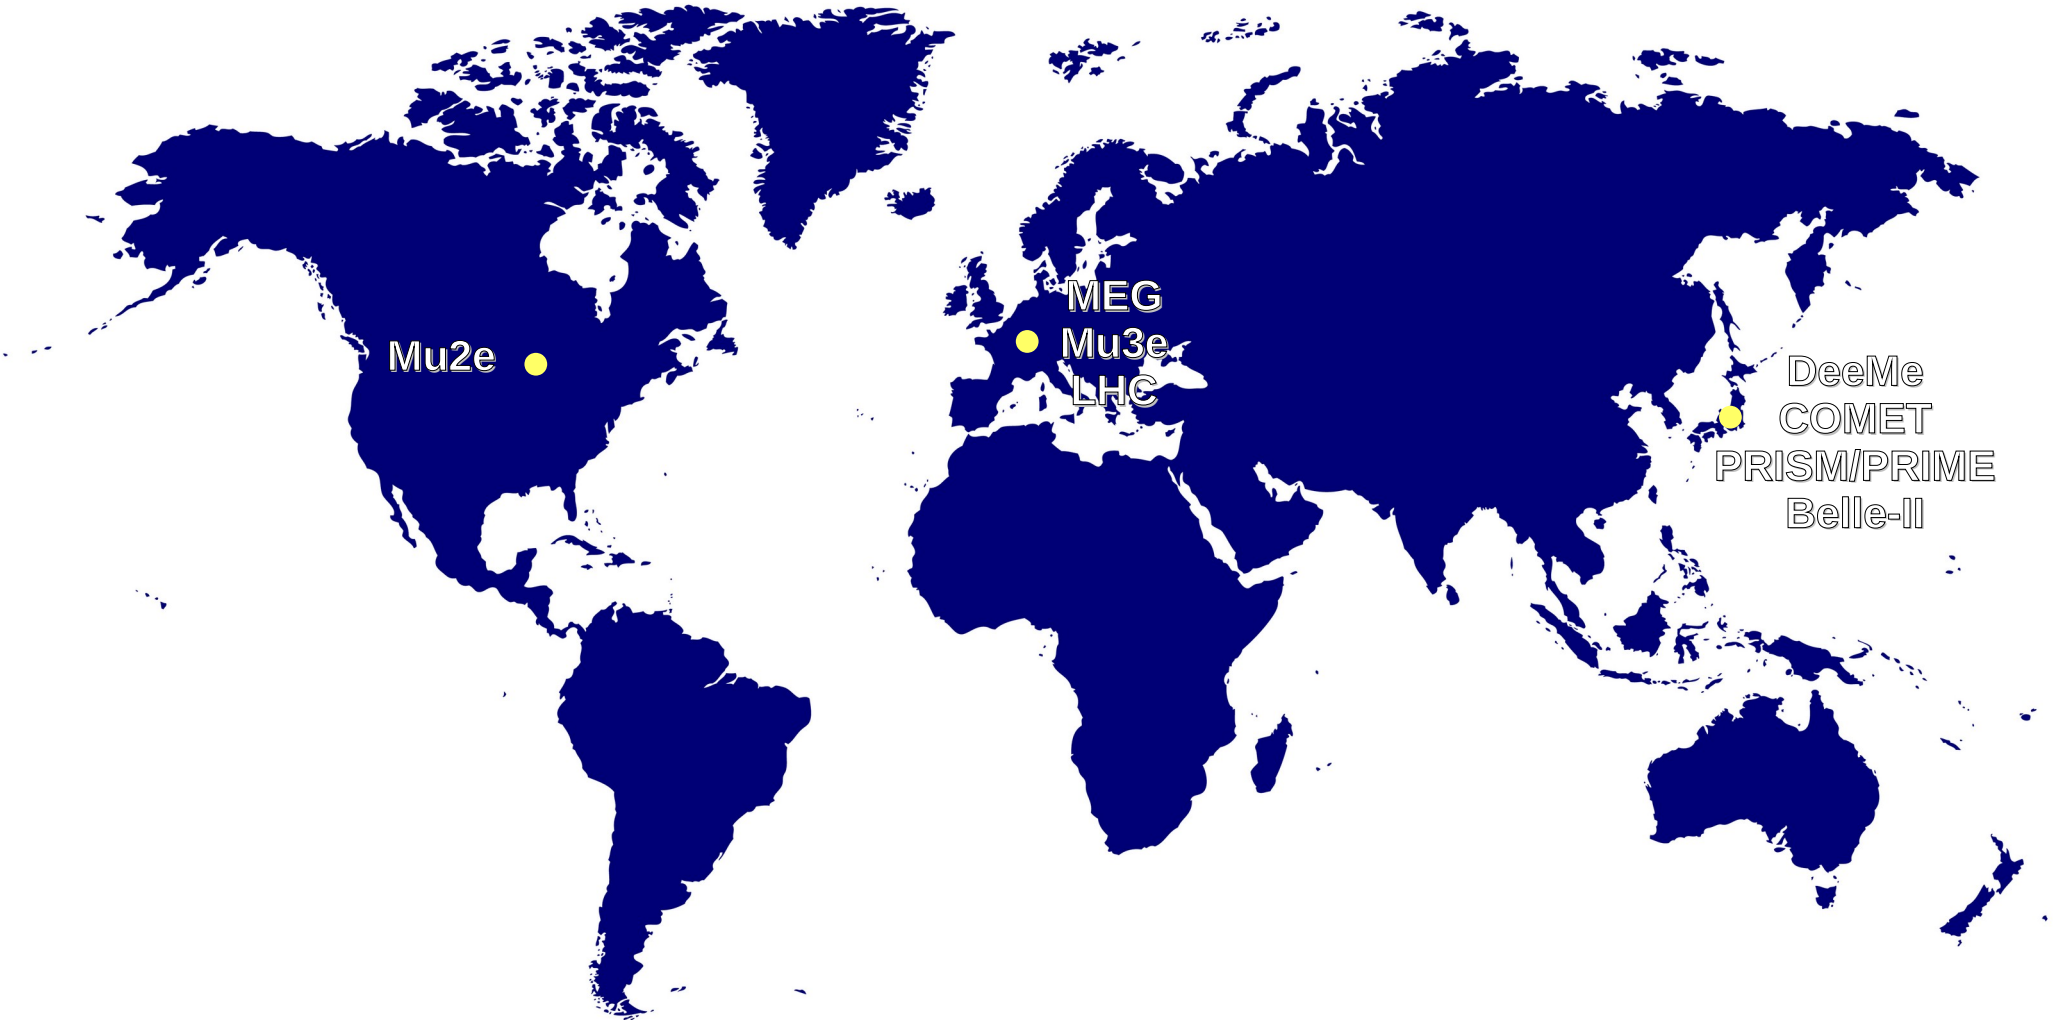 Mu2e
MEG
Mu3e
LHC
DeeMe
COMET
PRISM/PRIME
Belle-II